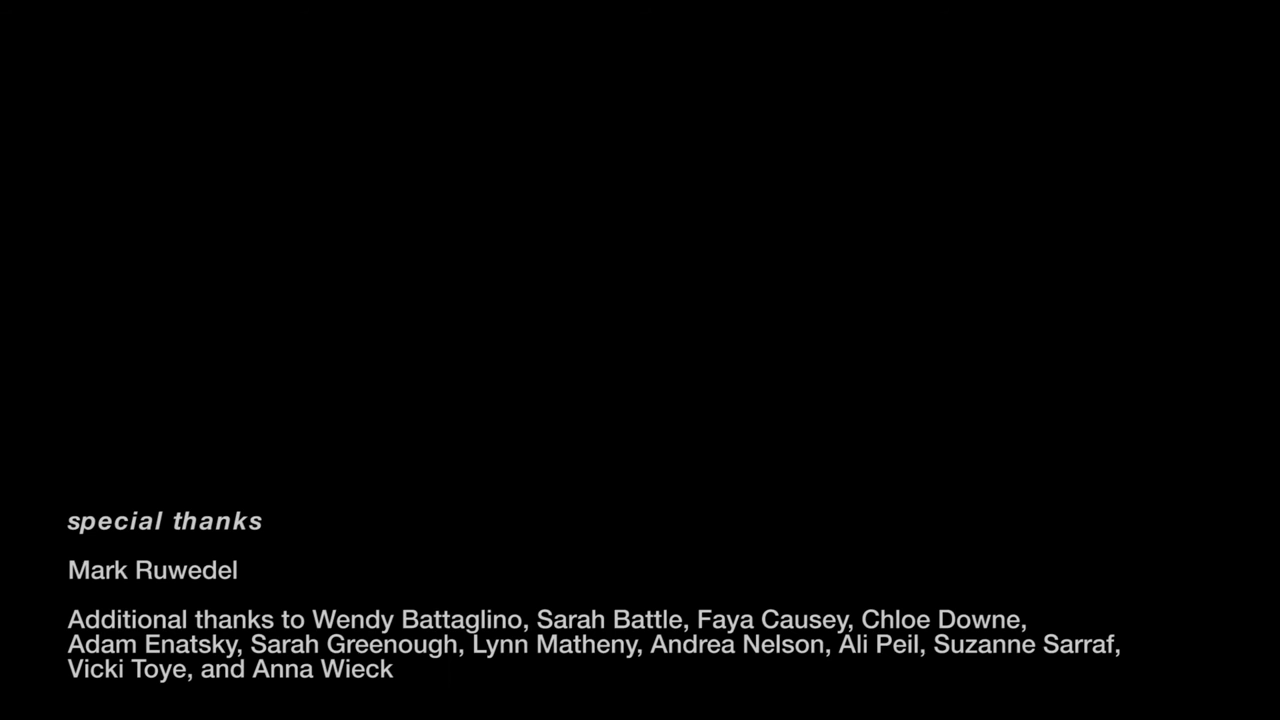 special thanks
Mark Ruwedel
Additional thanks to Wendy Battaglino, Sarah Battle, Faya Causey, Chloe Downe,
Adam Enatsky, Sarah Greenough, Lynn Matheny, Andrea Nelson, Ali Peil, Suzanne Sarraf,
Vicki Toye, and Anna Wieck